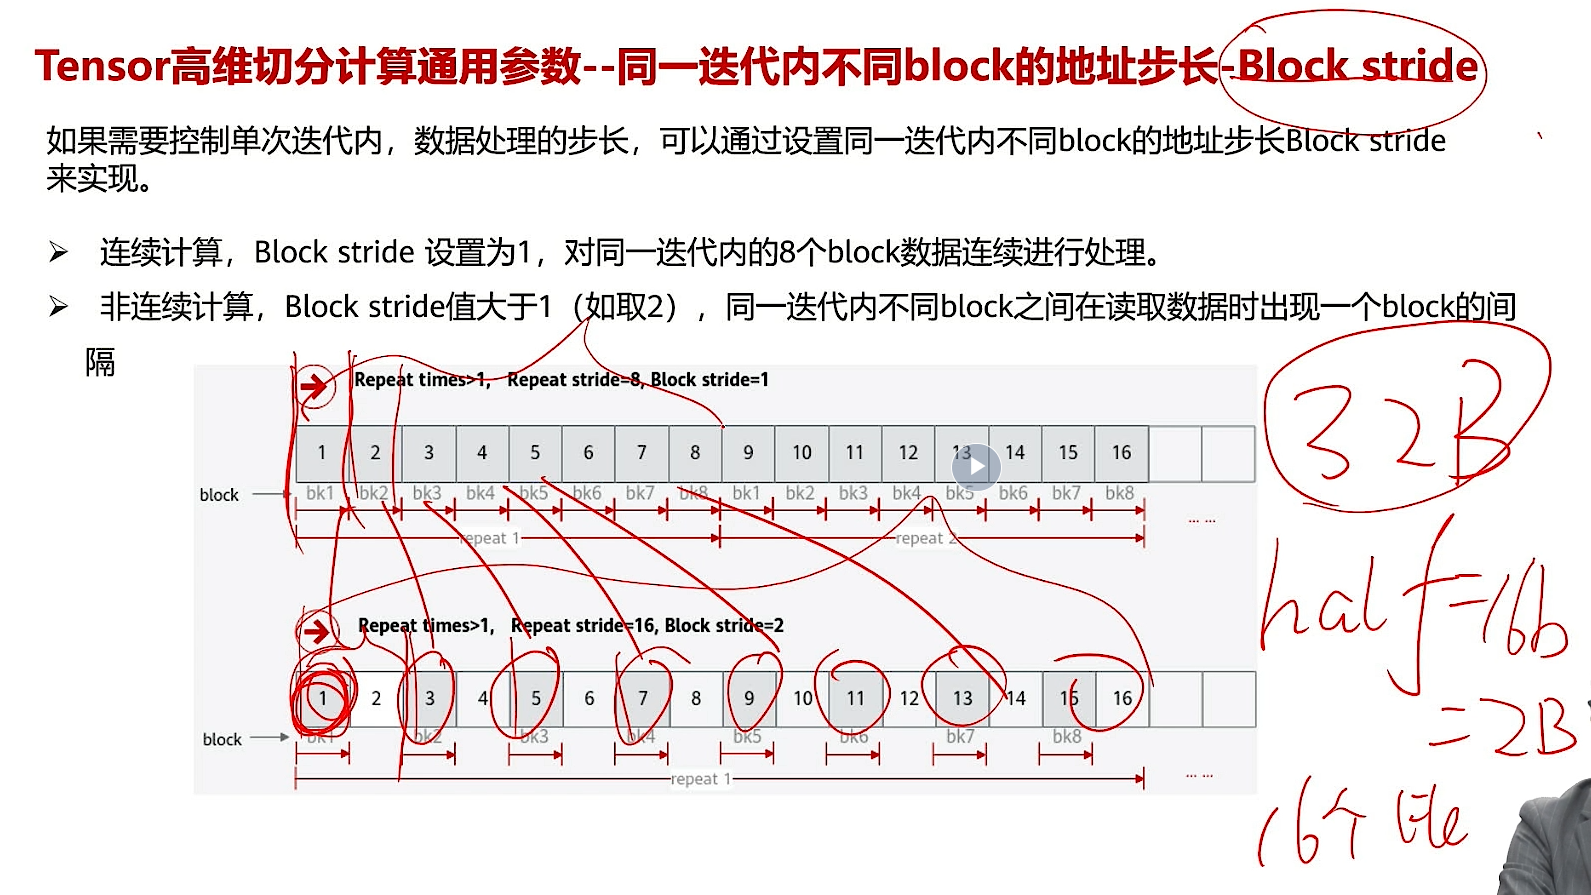 Tensor高维切分计算通用参数--同一迭代内不同block的地址步长-Block stride
如果需要控制单次迭代内，数据处理的步长，可以通过设置同一迭代内不同block的地址步长Block stride
来实现。
➢ 连续计算，Block stride 设置为1，对同一迭代内的8个block数据连续进行处理。
➢ 非连续计算，Block stride值大于1（如取2），同一迭代内不同block之间在读取数据时出现一个block的间
隔
Repeat times>1, Repeat stride=8, Block stride=1
1 2 3 4 5 6 7 8 9 10 11 12 13 14 15 16
block bk1 bk2 bk3 bk4 bk5 bk6 bk7 bk8 bk1 bk2 bk3 bk4 bk5 bk6 bk7 bk8
... ...
repeat 1 repeat 2
Repeat times>1, Repeat stride=16, Block stride=2
1 2 3 4 5 6 7 8 9 10 11 12 13 14 15 16
block bk1 bk2 bk3 bk4 bk5 bk6 bk7 bk8
repeat 1 ... ...
32B
half=16b
=2B
16个 Ele